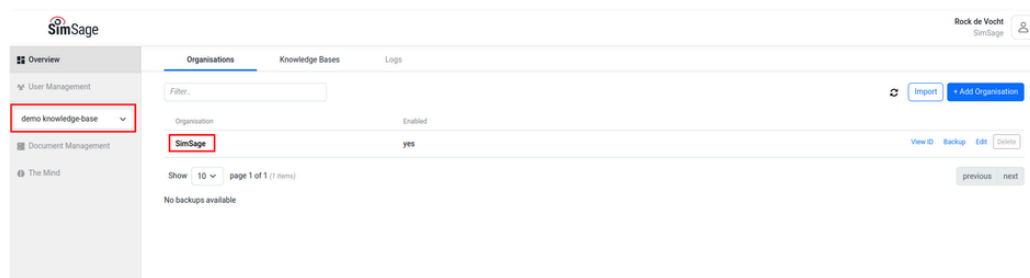 SimSage
Rock de Vocht
SimSage
Overview
User Management
demo knowledge-base
Document Management
The Mind
Organisations Knowledge Bases Logs
Filter...
Import + Add Organisation
Organisation Enabled
SimSage yes View ID Backup Edit Delete
Show 10 page 1 of 1 (1 items) previous next
No backups available